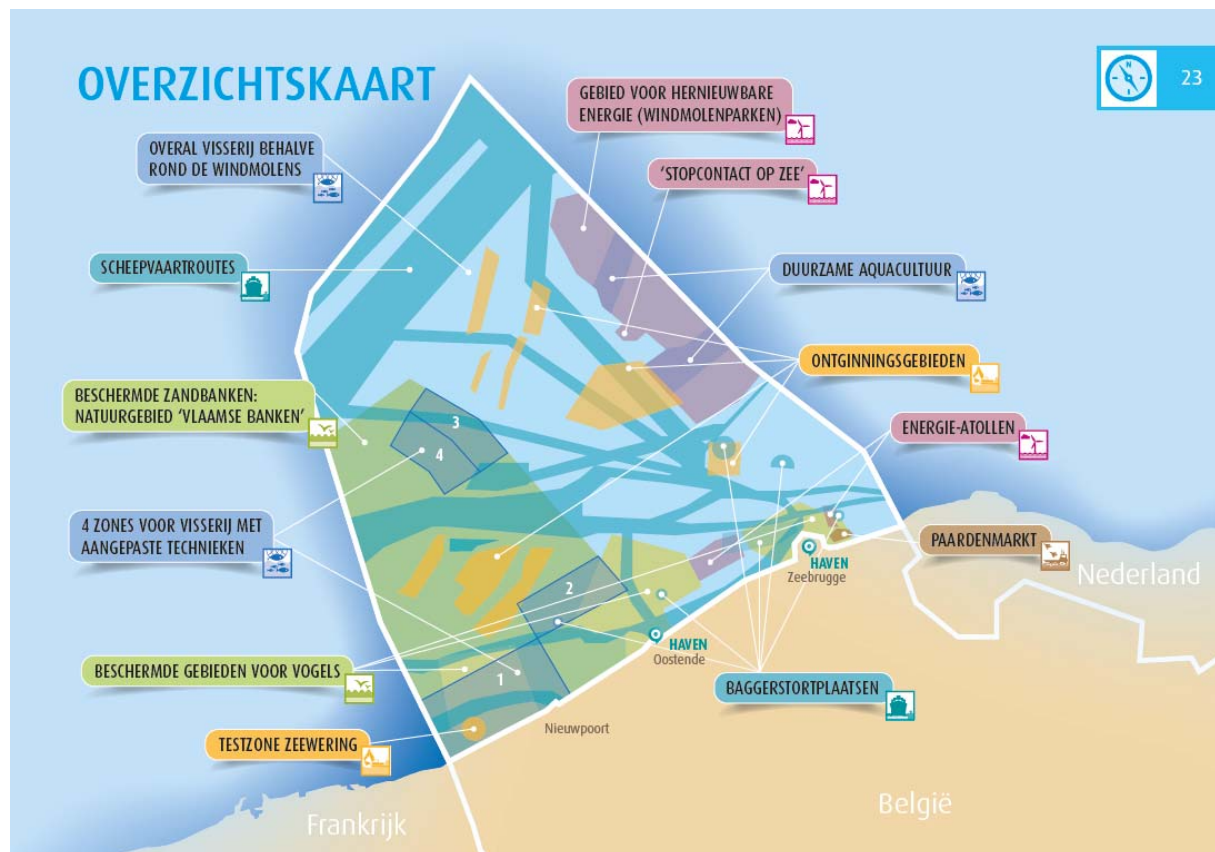 OVERZICHTSKAART
N
23
GEBIED VOOR HERNIEUWBARE
ENERGIE (WINDMOLENPARKEN)
OVERAL VISSERIJ BEHALVE
ROND DE WINDMOLENS
‘STOPCONTACT OP ZEE’
SCHEEPVAARTROUTES
DUURZAME AQUACULTUUR
ONTGINNINGSGEBIEDEN
BESCHERMDE ZANDBANKEN:
NATUURGEBIED ‘VLAAMSE BANKEN’
3
4
ENERGIE-ATOLLEN
4 ZONES VOOR VISSERIJ MET
AANGEPASTE TECHNIEKEN
PAARDENMARKT
HAVEN
Zeebrugge
Nederland
2
HAVEN
Oostende
BESCHERMDE GEBIEDEN VOOR VOGELS
1
BAGGERSTORTPLAATSEN
Nieuwpoort
TESTZONE ZEEWERING
België
Frankrijk